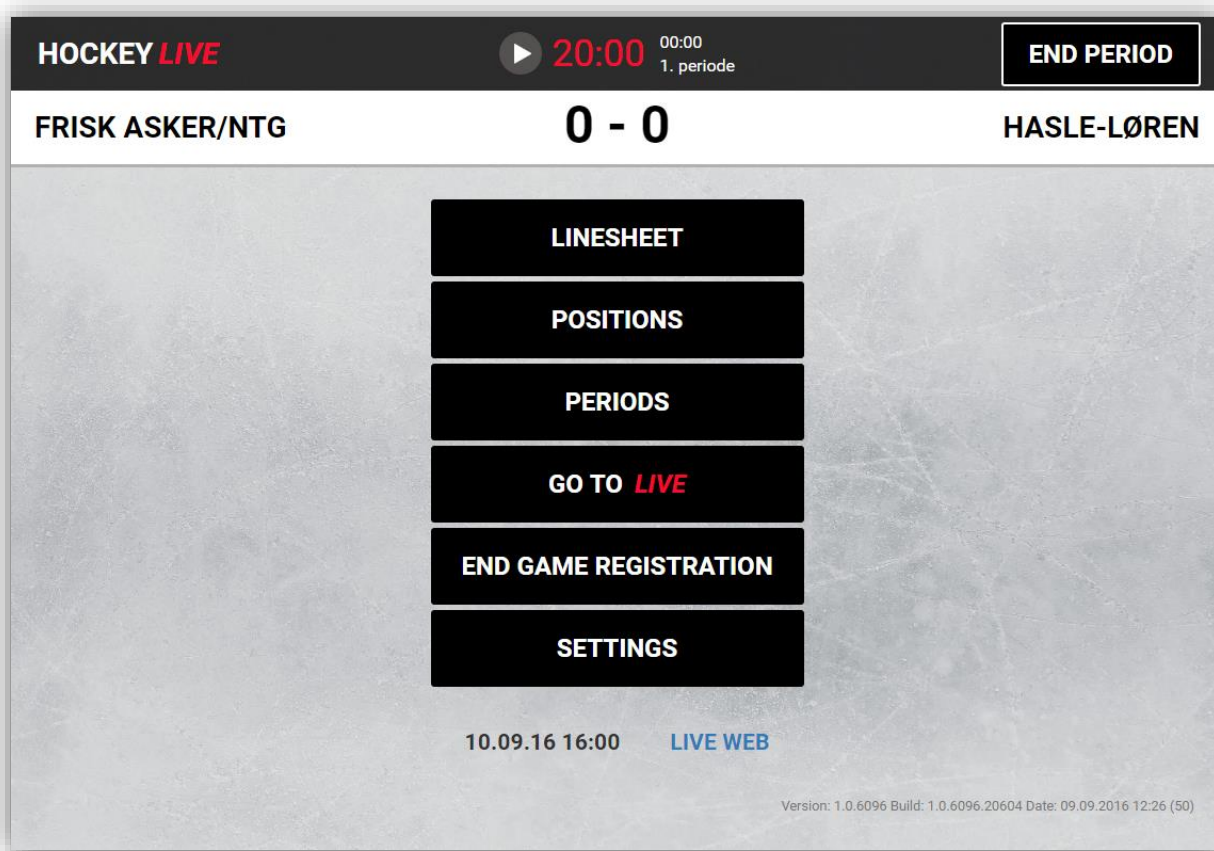 HOCKEY LIVE
20:00
00:00
1. periode
END PERIOD
FRISK ASKER/NTG
0 - 0
HASLE-LØREN
LINESHEET
POSITIONS
PERIODS
GO TO LIVE
END GAME REGISTRATION
SETTINGS
10.09.16 16:00 LIVE WEB
Version: 1.0.6096 Build: 1.0.6096.20604 Date: 09.09.2016 12:26 (50)